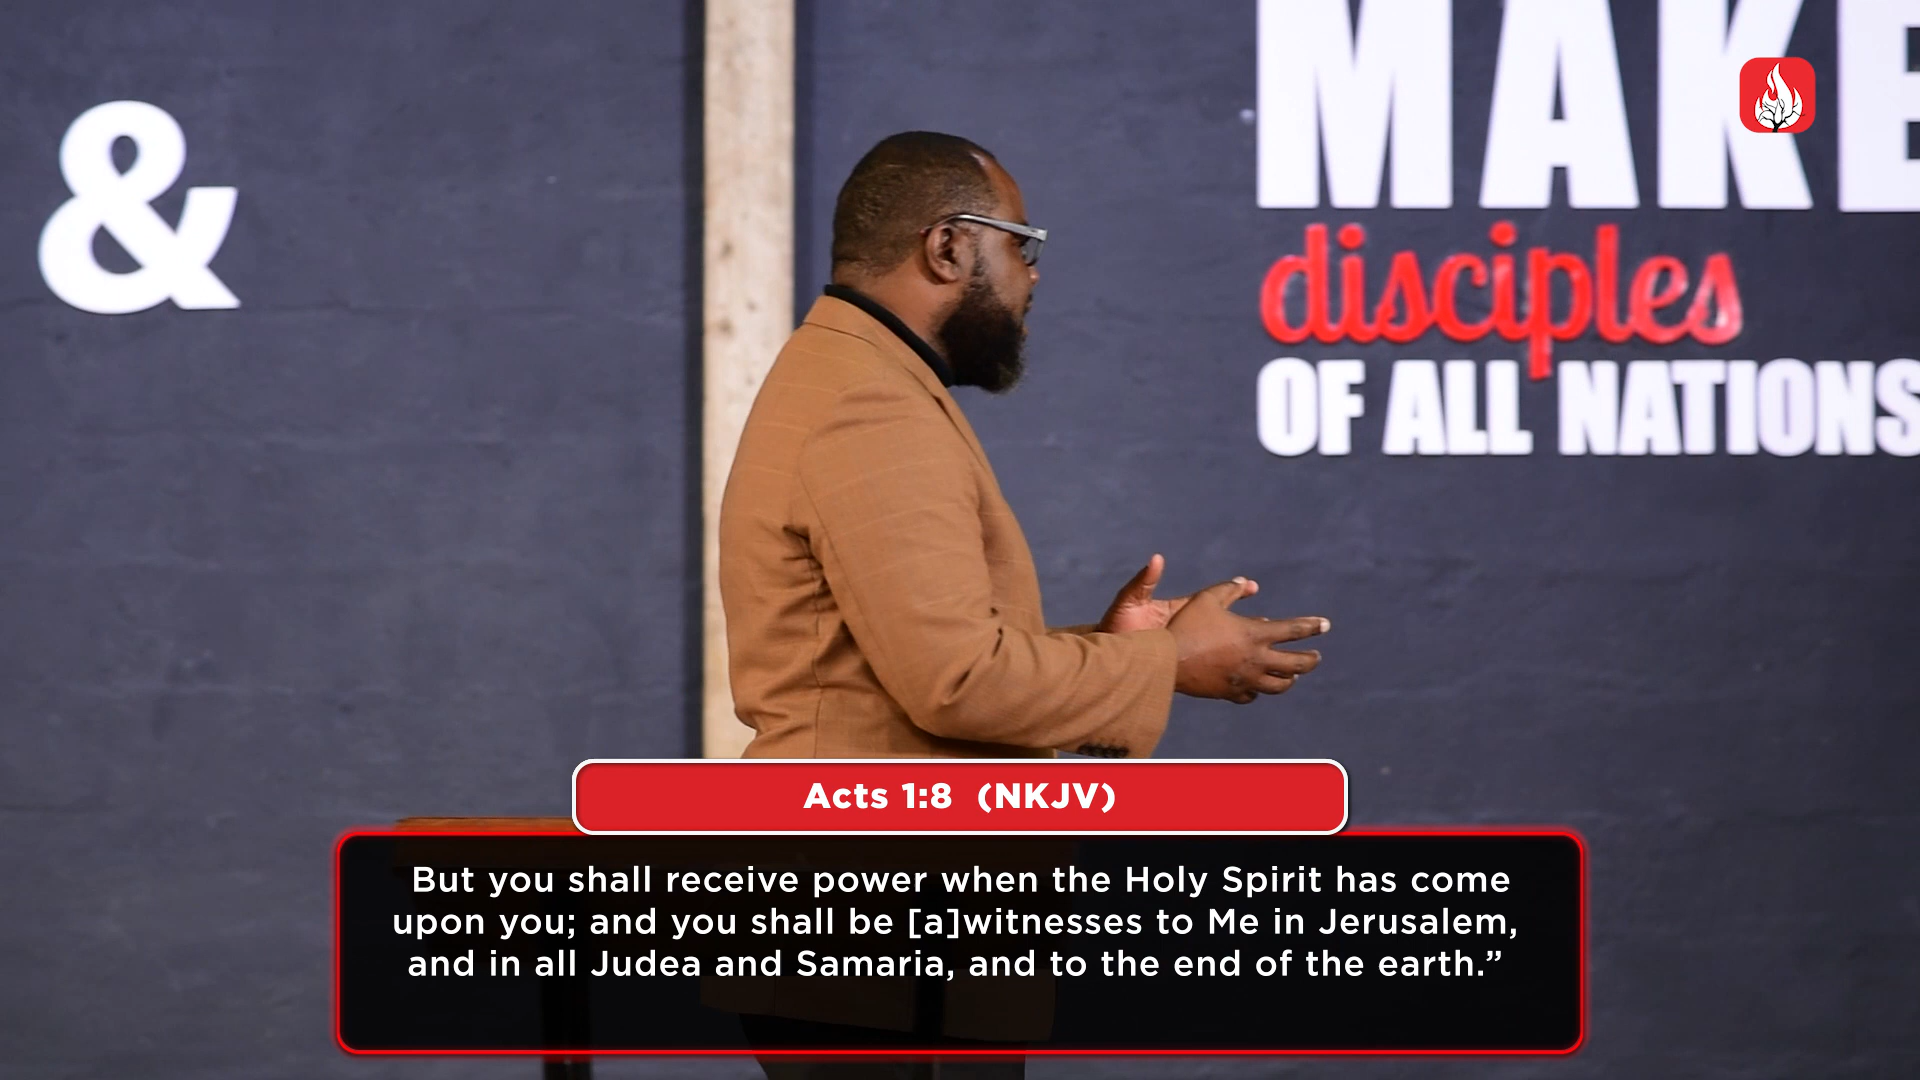 &
MAKE
disciples
OF ALL NATIONS
Acts 1:8 (NKJV)
But you shall receive power when the Holy Spirit has come
upon you; and you shall be [a]witnesses to Me in Jerusalem,
and in all Judea and Samaria, and to the end of the earth.”